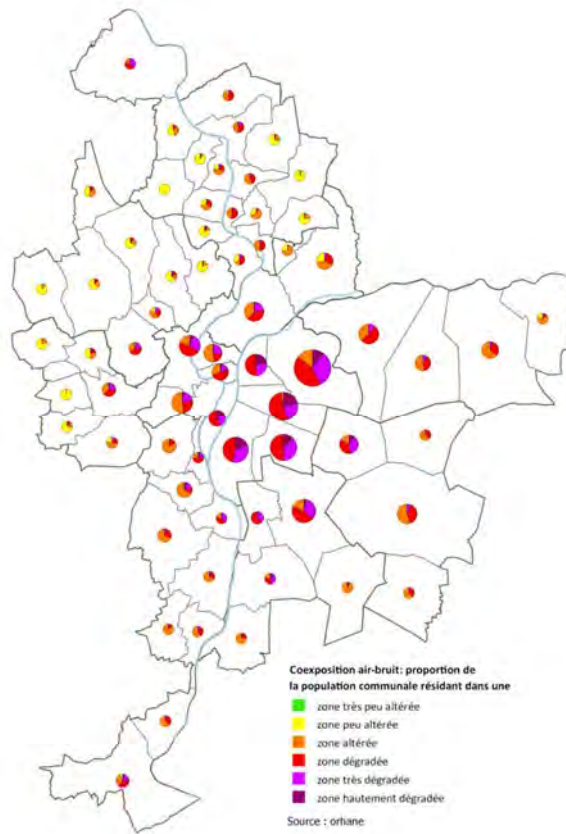 Coexposition air-bruit: proportion de
la population communale résidant dans une
zone très peu altérée
zone peu altérée
zone altérée
zone dégradée
zone très dégradée
zone hautement dégradée
Source : orhane